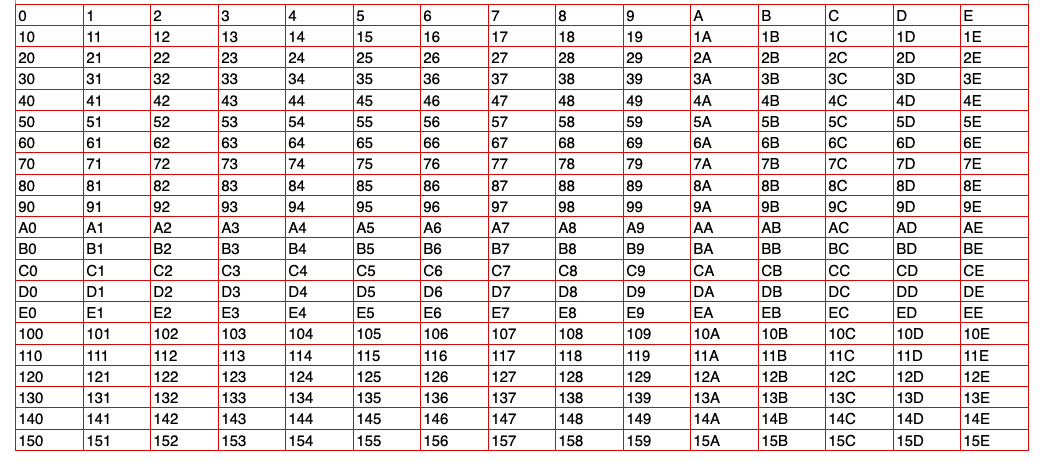 0 1 2 3 4 5 6 7 8 9 A B C D E
10 11 12 13 14 15 16 17 18 19 1A 1B 1C 1D 1E
20 21 22 23 24 25 26 27 28 29 2A 2B 2C 2D 2E
30 31 32 33 34 35 36 37 38 39 3A 3B 3C 3D 3E
40 41 42 43 44 45 46 47 48 49 4A 4B 4C 4D 4E
50 51 52 53 54 55 56 57 58 59 5A 5B 5C 5D 5E
60 61 62 63 64 65 66 67 68 69 6A 6B 6C 6D 6E
70 71 72 73 74 75 76 77 78 79 7A 7B 7C 7D 7E
80 81 82 83 84 85 86 87 88 89 8A 8B 8C 8D 8E
90 91 92 93 94 95 96 97 98 99 9A 9B 9C 9D 9E
A0 A1 A2 A3 A4 A5 A6 A7 A8 A9 AA AB AC AD AE
B0 B1 B2 B3 B4 B5 B6 B7 B8 B9 BA BB BC BD BE
C0 C1 C2 C3 C4 C5 C6 C7 C8 C9 CA CB CC CD CE
D0 D1 D2 D3 D4 D5 D6 D7 D8 D9 DA DB DC DD DE
E0 E1 E2 E3 E4 E5 E6 E7 E8 E9 EA EB EC ED EE
100 101 102 103 104 105 106 107 108 109 10A 10B 10C 10D 10E
110 111 112 113 114 115 116 117 118 119 11A 11B 11C 11D 11E
120 121 122 123 124 125 126 127 128 129 12A 12B 12C 12D 12E
130 131 132 133 134 135 136 137 138 139 13A 13B 13C 13D 13E
140 141 142 143 144 145 146 147 148 149 14A 14B 14C 14D 14E
150 151 152 153 154 155 156 157 158 159 15A 15B 15C 15D 15E